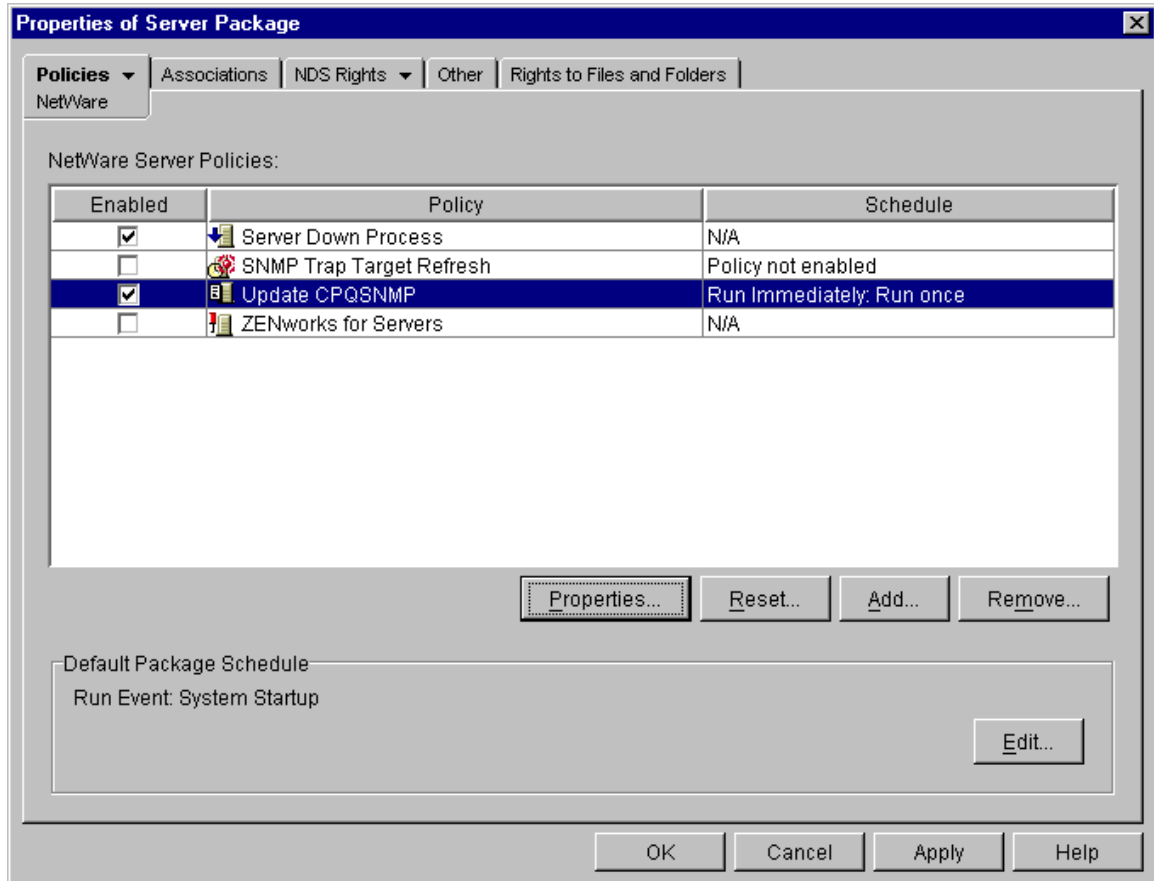 Properties of Server Package
Policies Associations NDS Rights Other Rights to Files and Folders
NetWare
NetWare Server Policies:
Enabled Policy Schedule
Server Down Process N/A
SNMP Trap Target Refresh Policy not enabled
Update CPQSNMP Run Immediately: Run once
ZENworks for Servers N/A
Properties... Reset... Add... Remove...
Default Package Schedule
Run Event: System Startup
Edit...
OK Cancel Apply Help